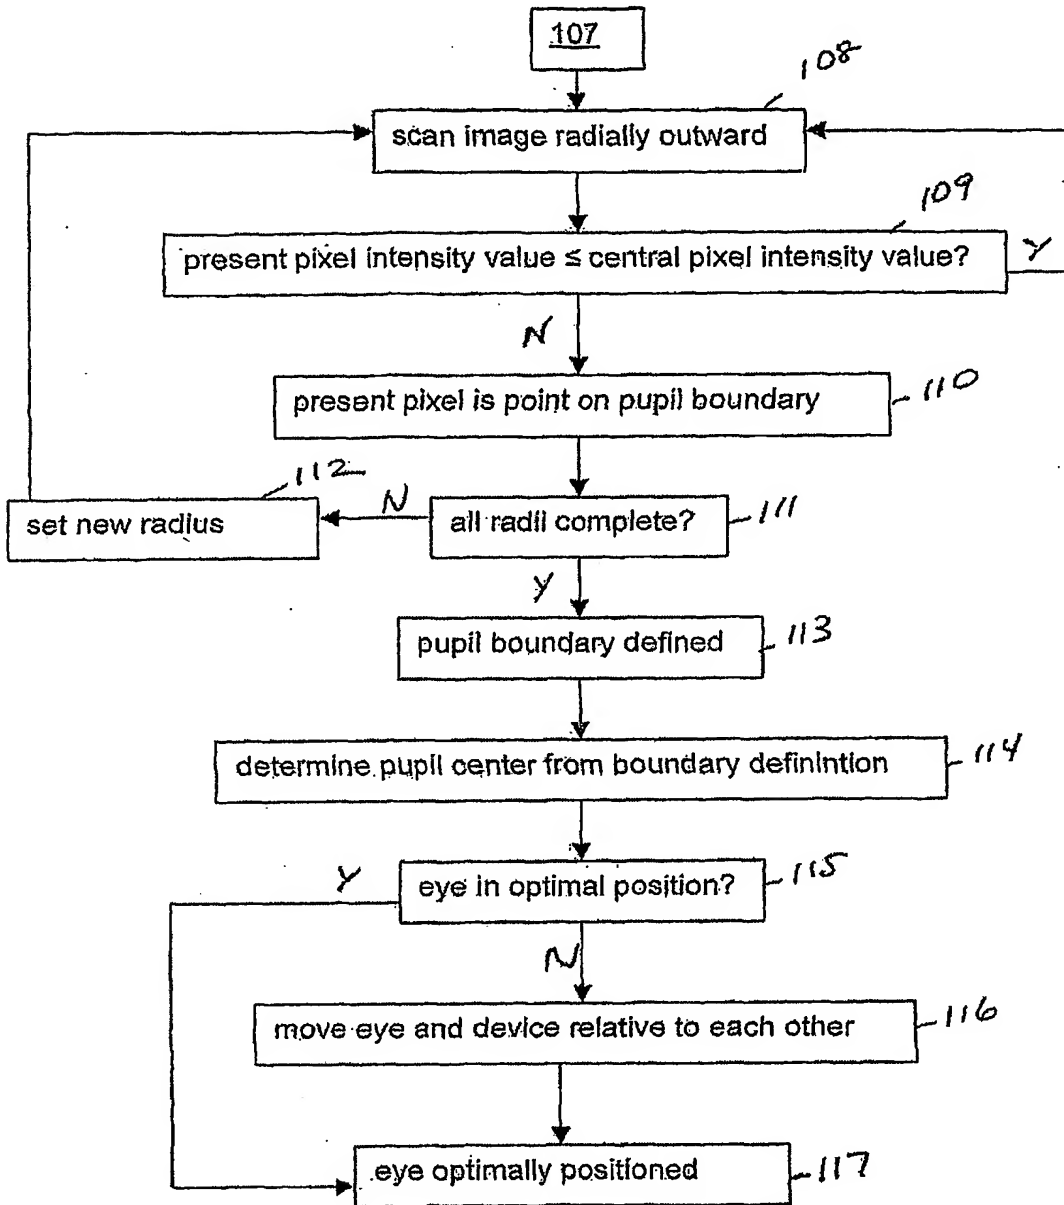 107
108
scan image radially outward
109
present pixel intensity value ≤ central pixel intensity value?
Y
N
present pixel is point on pupil boundary
110
112
N
set new radius
all radii complete?
111
Y
pupil boundary defined
113
determine pupil center from boundary definintion
114
Y
eye in optimal position?
115
N
move eye and device relative to each other
116
eye optimally positioned
117